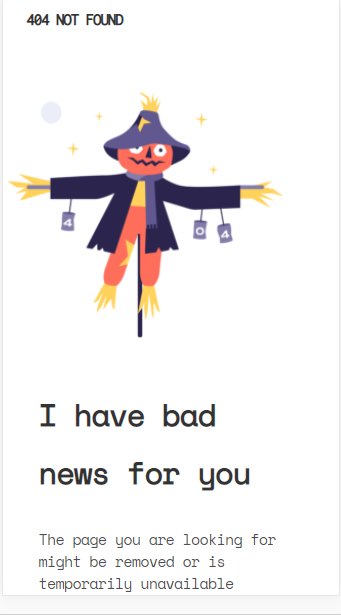 404 NOT FOUND
4
0
4
I have bad
news for you
The page you are looking for
might be removed or is
temporarily unavailable